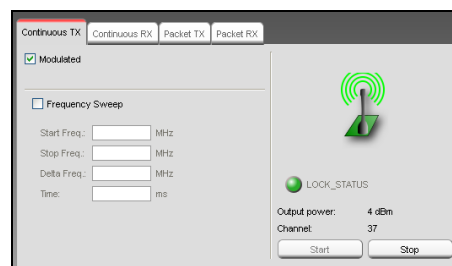 Continuous TX
Continuous RX
Packet TX
Packet RX
Modulated
Frequency Sweep
Start Freq.:
MHz
Stop Freq.:
MHz
Delta Freq.:
MHz
Time:
ms
LOCK_STATUS
Output power: 4 dBm
Channel: 37
Start
Stop